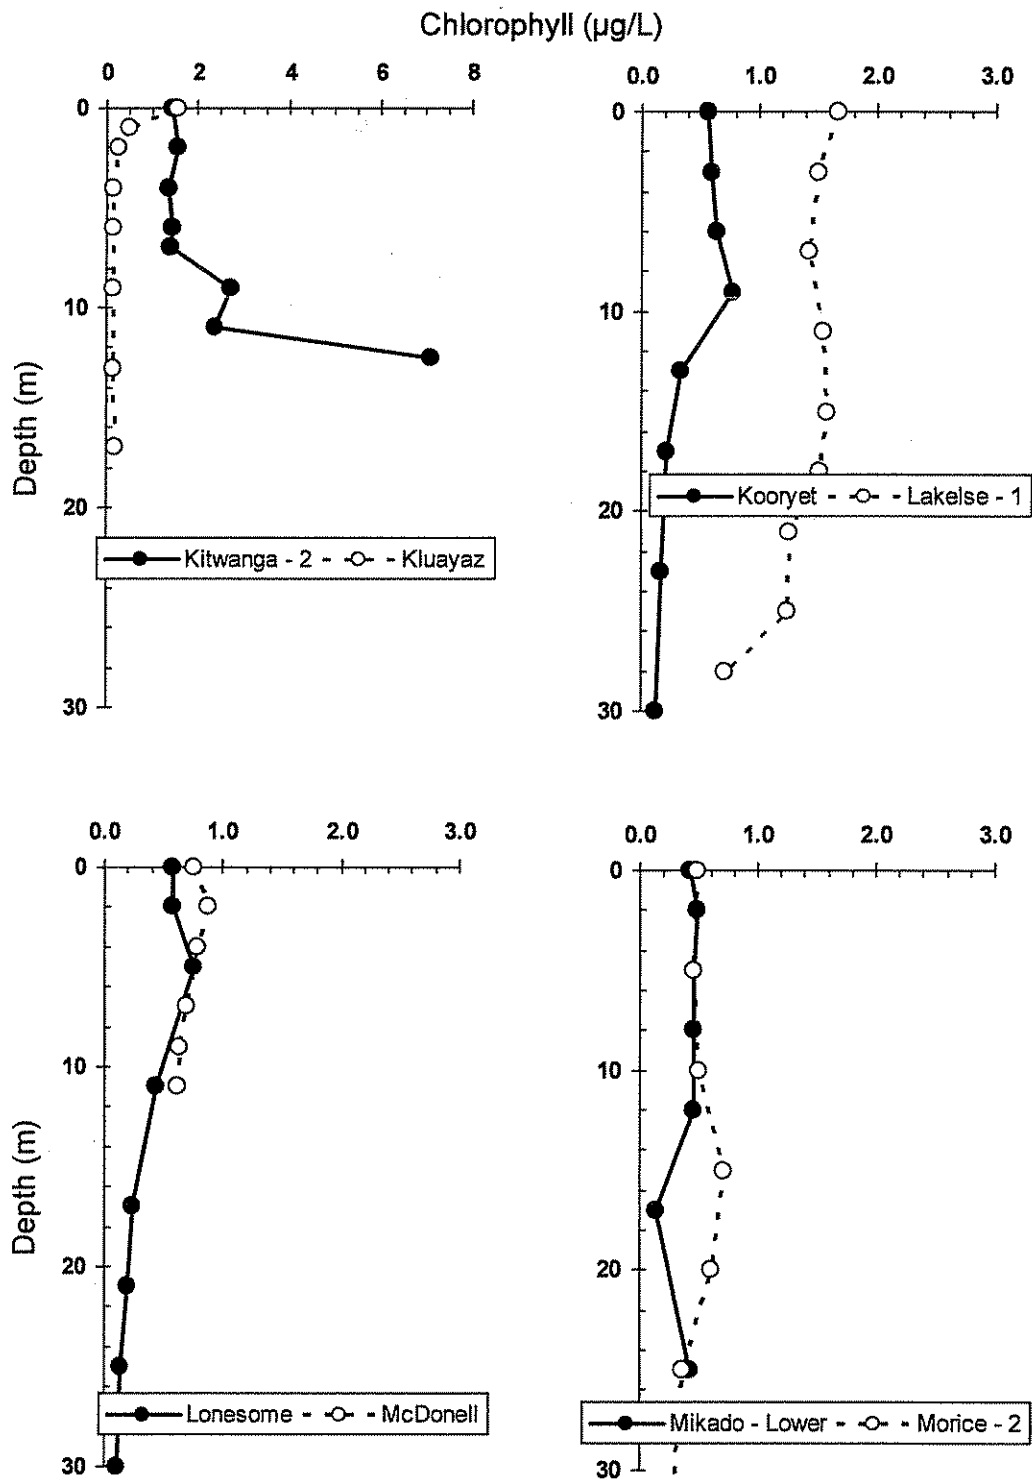 Chlorophyll (µg/L)
0 2 4 6 8
0
10
20
30
Depth (m)
Kitwanga - 2 Kluayaz
0.0 1.0 2.0 3.0
0
10
20
30
Kooryet Lakelse - 1
0.0 1.0 2.0 3.0
0
10
20
30
Depth (m)
Lonesome McDonell
0.0 1.0 2.0 3.0
0
10
20
30
Mikado - Lower Morice - 2